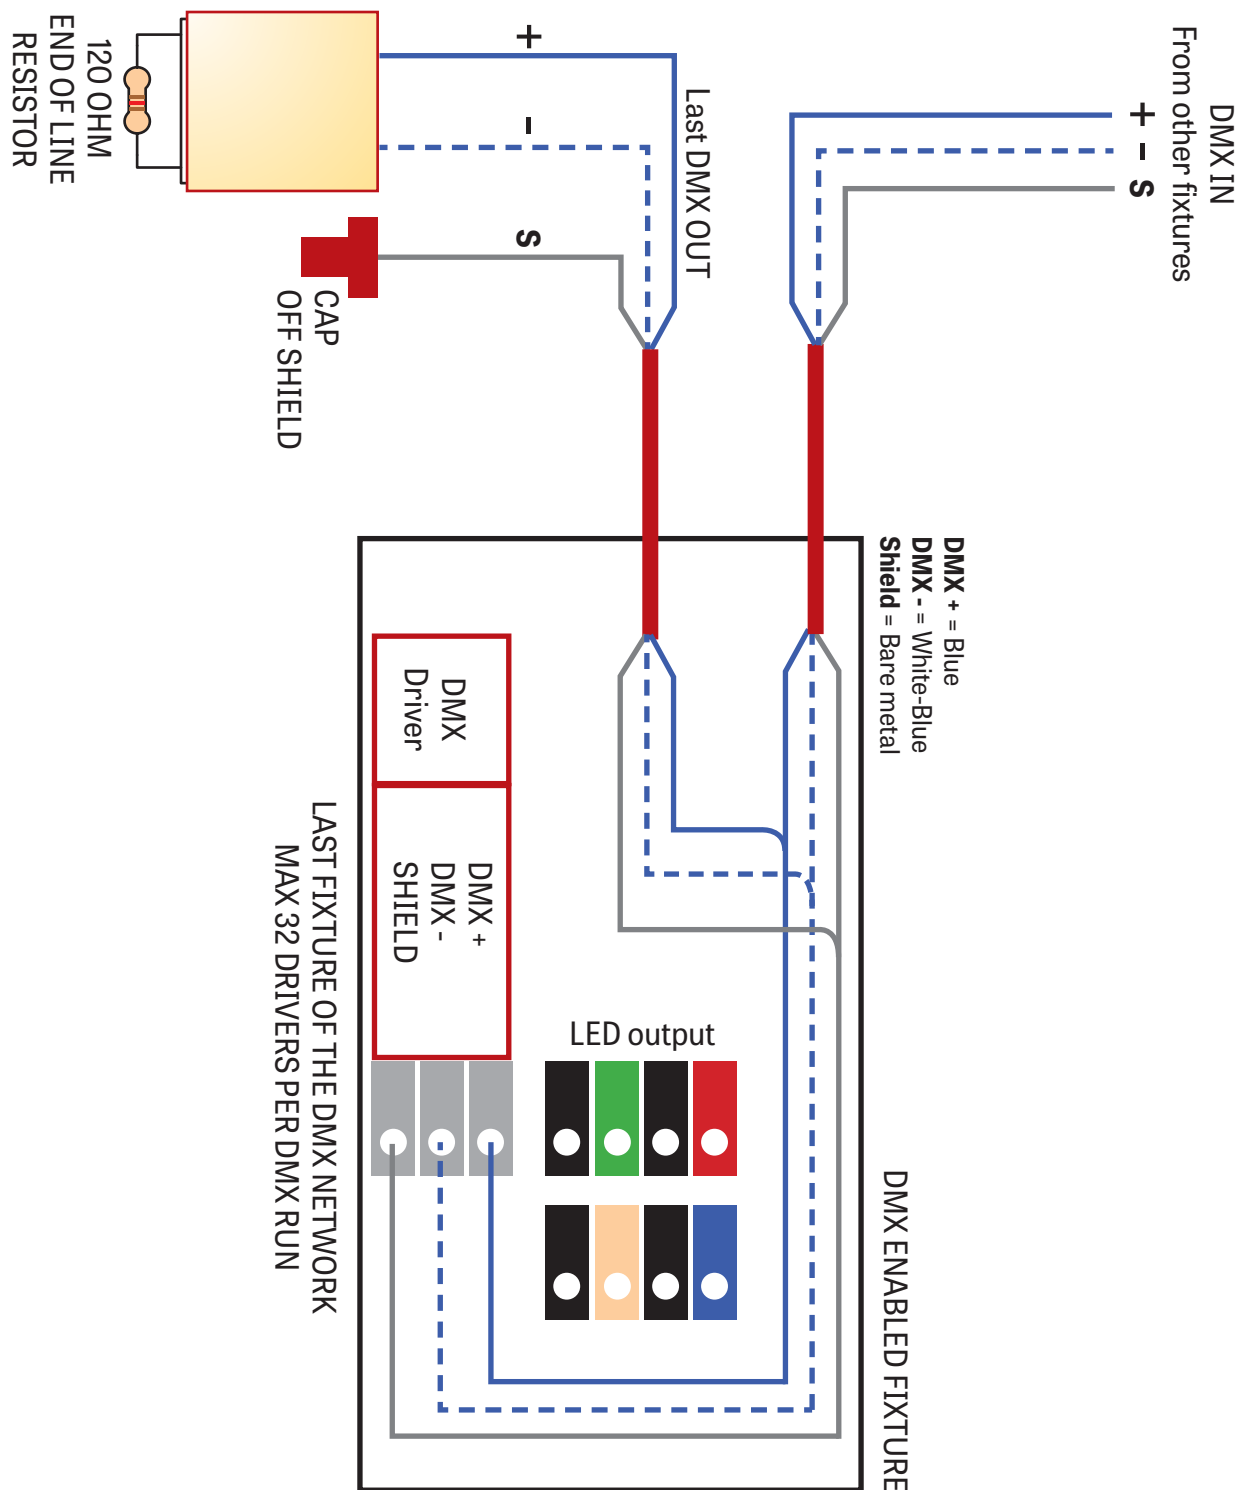 DMX IN
From other fixtures
+
-
S
Last DMX OUT
+
-
S
120 OHM
END OF LINE
RESISTOR
CAP
OFF SHIELD
DMX + = Blue
DMX - = White-Blue
Shield = Bare metal
DMX ENABLED FIXTURE
DMX
Driver
DMX +
DMX -
SHIELD
LED output
LAST FIXTURE OF THE DMX NETWORK
MAX 32 DRIVERS PER DMX RUN